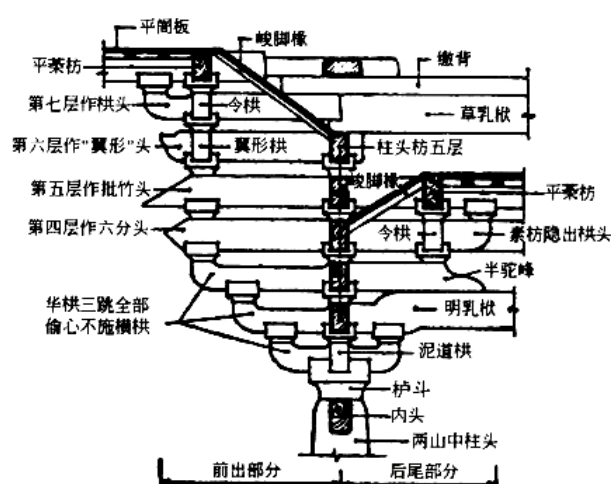 平闇板
峻脚椽
缴背
平棊枋
第七层作栱头
令栱
草乳栿
第六层作"翼形"头
翼形栱
柱头枋五层
第五层作批竹头
峻脚椽
平棊枋
第四层作六分头
令栱
素枋隐出栱头
半驼峰
华栱三跳全部
偷心不施横栱
明乳栿
泥道栱
栌斗
内头
两山中柱头
前出部分
后尾部分